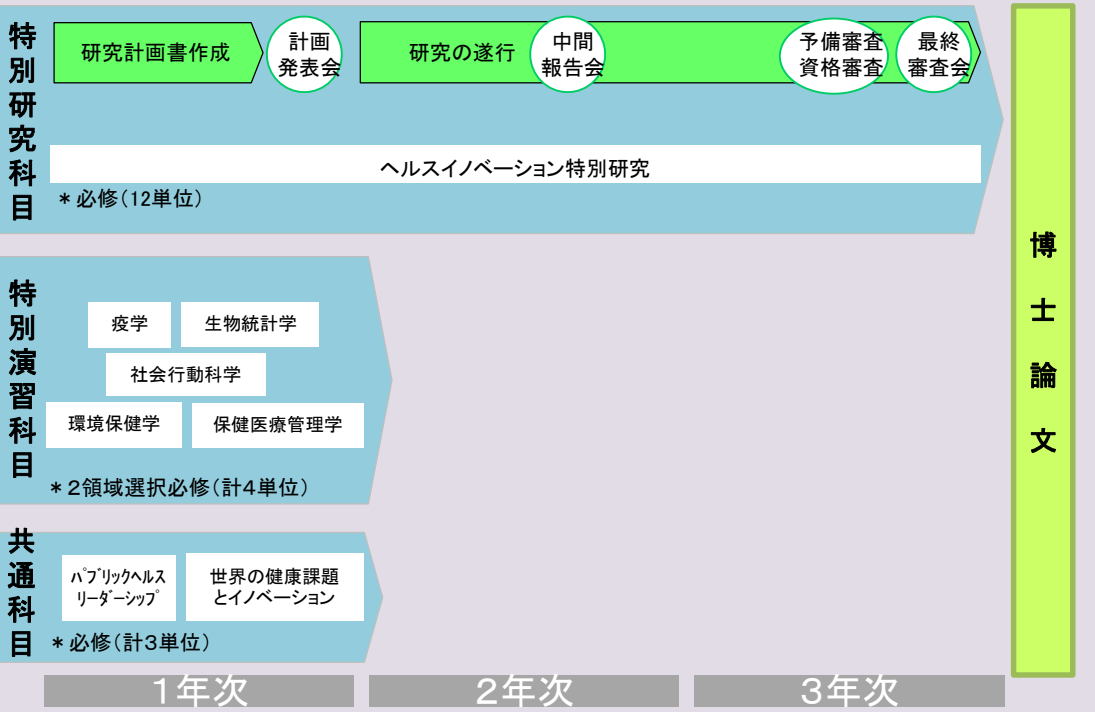 特別研究科目
研究計画書作成
計画
発表会
研究の遂行
中間
報告会
予備審査
資格審査
最終
審査会
ヘルスイノベーション特別研究
＊必修（12単位）
特別演習科目
疫学
生物統計学
社会行動科学
環境保健学
保健医療管理学
＊２領域選択必修（計４単位）
共通科目
ﾊﾟﾌﾞﾘｯｸﾍﾙｽ
ﾘｰﾀﾞｰｼｯﾌﾟ
世界の健康課題
とイノベーション
＊必修（計３単位）
博士論文
１年次
２年次
３年次